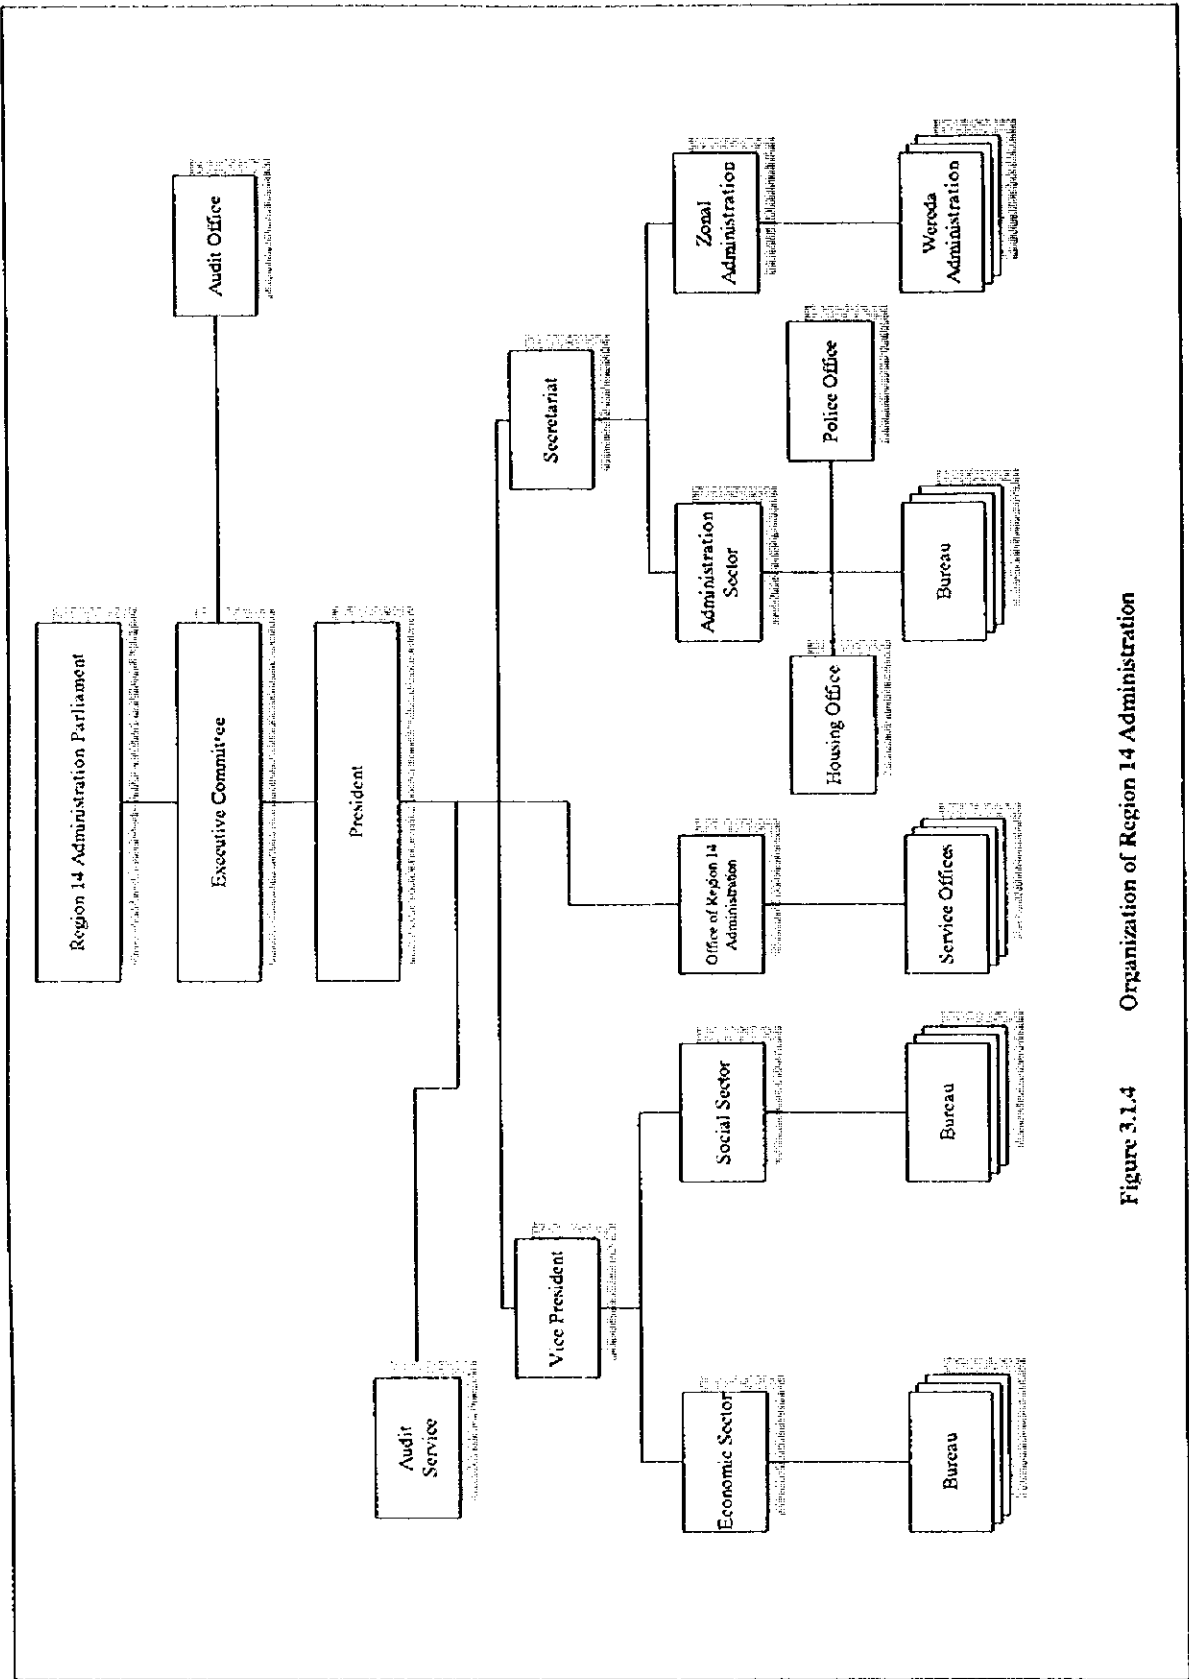 Region 14 Administration Parliament
Executive Committee
Audit Office
President
Audit
Service
Vice President
Secretariat
Economic Sector
Social Sector
Office of Region 14
Administration
Administration
Sector
Zonal
Administration
Housing Office
Police Office
Bureau
Bureau
Service Offices
Bureau
Wereda
Administration
Figure 3.1.4 Organization of Region 14 Administration